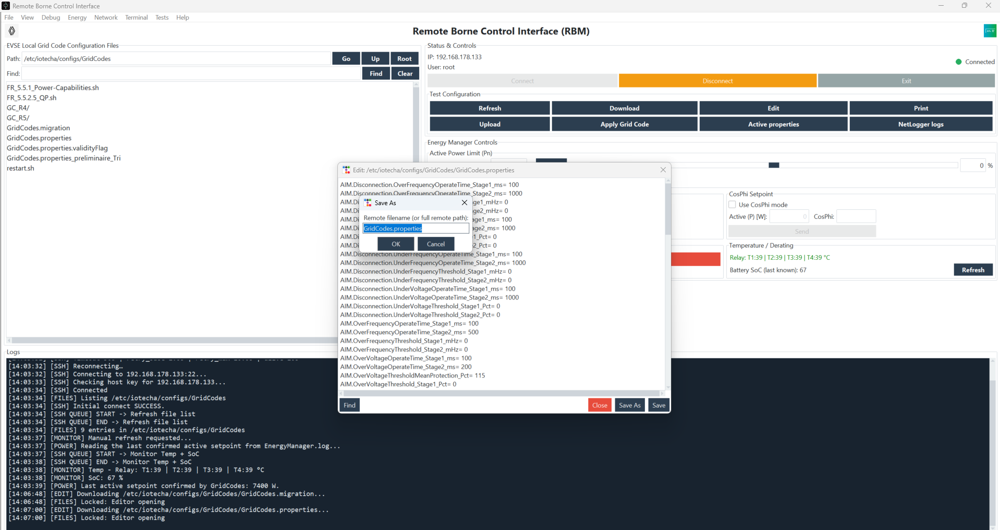 Remote Borne Control Interface
File View Debug Energy Network Terminal Tests Help
Remote Borne Control Interface (RBM)
EVSE Local Grid Code Configuration Files
Path: /etc/iotecha/configs/GridCodes Go Up Root
Find: Find Clear
FR_5.5.1_Power-Capabilities.sh
FR_5.5.2.5_QP.sh
GC_R4/
GC_R5/
GridCodes.migration
GridCodes.properties
GridCodes.properties.validityFlag
GridCodes.properties_preliminaire_Tri
restart.sh
Status & Controls
IP: 192.168.178.133
User: root
Connected
Connect Disconnect Exit
Test Configuration
Refresh Download Edit Print
Upload Apply Grid Code Active properties NetLogger logs
Energy Manager Controls
Active Power Limit (Pn)
0 %
CosPhi Setpoint
Use CosPhi mode
Active (P) [W]: 0 CosPhi:
Send
Temperature / Derating
Relay: T1:39 | T2:39 | T3:39 | T4:39 °C
Battery SoC (last known): 67
Refresh
Edit: /etc/iotecha/configs/GridCodes/GridCodes.properties
AIM.Disconnection.OverFrequencyOperateTime_Stage1_ms= 100
AIM.Disconnection.OverFrequencyOperateTime_Stage2_ms= 1000
AIM.Di ge1_mHz= 0
AIM.Di ge2_mHz= 0
AIM.Di ge1_ms= 100
AIM.Di ge2_ms= 1000
AIM.Di 1_Pct= 0
AIM.Di 2_Pct= 0
AIM.Disconnection.UnderFrequencyOperateTime_Stage1_ms= 100
AIM.Disconnection.UnderFrequencyOperateTime_Stage2_ms= 1000
AIM.Disconnection.UnderFrequencyThreshold_Stage1_mHz= 0
AIM.Disconnection.UnderFrequencyThreshold_Stage2_mHz= 0
AIM.Disconnection.UnderVoltageOperateTime_Stage1_ms= 100
AIM.Disconnection.UnderVoltageOperateTime_Stage2_ms= 1000
AIM.Disconnection.UnderVoltageThreshold_Stage1_Pct= 0
AIM.Disconnection.UnderVoltageThreshold_Stage2_Pct= 0
AIM.OverFrequencyOperateTime_Stage1_ms= 100
AIM.OverFrequencyOperateTime_Stage2_ms= 500
AIM.OverFrequencyThreshold_Stage1_mHz= 0
AIM.OverFrequencyThreshold_Stage2_mHz= 0
AIM.OverVoltageOperateTime_Stage1_ms= 100
AIM.OverVoltageOperateTime_Stage2_ms= 200
AIM.OverVoltageThresholdMeanProtection_Pct= 115
AIM.OverVoltageThreshold_Stage1_Pct= 0
Find Close Save As Save
Save As
Remote filename (or full remote path):
GridCodes.properties
OK Cancel
Logs
[14:03:32] [SSH] Reconnecting…
[14:03:32] [SSH] Connecting to 192.168.178.133:22...
[14:03:33] [SSH] Checking host key for 192.168.178.133...
[14:03:34] [SSH] Connected
[14:03:34] [FILES] Listing /etc/iotecha/configs/GridCodes
[14:03:34] [SSH] Initial connect SUCCESS.
[14:03:34] [SSH QUEUE] START -> Refresh file list
[14:03:34] [SSH QUEUE] END -> Refresh file list
[14:03:34] [FILES] 9 entries in /etc/iotecha/configs/GridCodes
[14:03:37] [MONITOR] Manual refresh requested...
[14:03:37] [POWER] Reading the last confirmed active setpoint from EnergyManager.log...
[14:03:37] [SSH QUEUE] START -> Monitor Temp + SoC
[14:03:38] [SSH QUEUE] END -> Monitor Temp + SoC
[14:03:38] [MONITOR] Temp - Relay: T1:39 | T2:39 | T3:39 | T4:39 °C
[14:03:38] [MONITOR] SoC: 67 %
[14:03:39] [POWER] Last active setpoint confirmed by GridCodes: 7400 W.
[14:06:48] [EDIT] Downloading /etc/iotecha/configs/GridCodes/GridCodes.migration...
[14:06:48] [FILES] Locked: Editor opening
[14:07:00] [EDIT] Downloading /etc/iotecha/configs/GridCodes/GridCodes.properties...
[14:07:00] [FILES] Locked: Editor opening